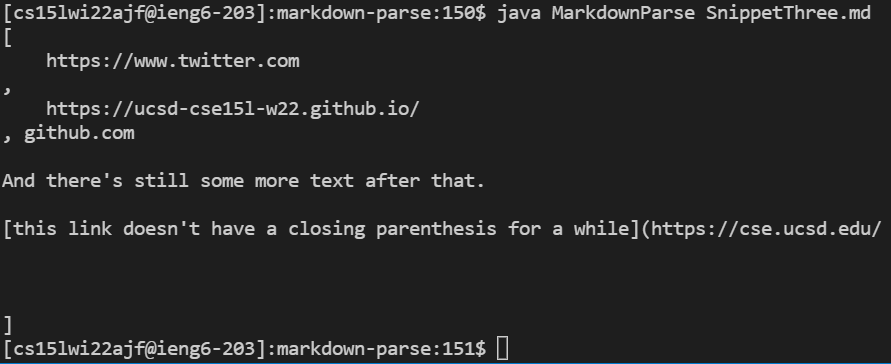 [cs15lwi22ajf@ieng6-203]:markdown-parse:150$ java MarkdownParse SnippetThree.md
[
    https://www.twitter.com
,
    https://ucsd-cse15l-w22.github.io/
, github.com

And there's still some more text after that.

[this link doesn't have a closing parenthesis for a while](https://cse.ucsd.edu/



]
[cs15lwi22ajf@ieng6-203]:markdown-parse:151$